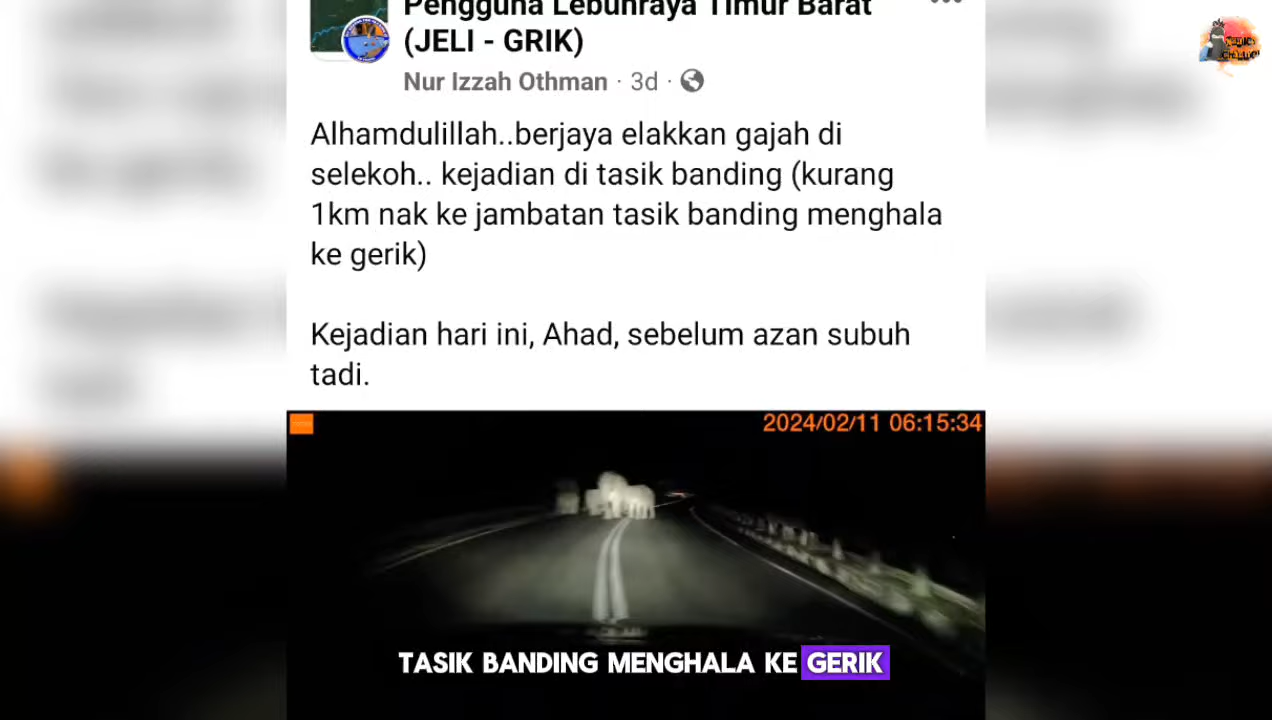 Pengguna Lebuhraya Timur Barat
(JELI - GRIK)
Nur Izzah Othman · 3d ·
Alhamdulillah..berjaya elakkan gajah di
selekoh.. kejadian di tasik banding (kurang
1km nak ke jambatan tasik banding menghala
ke gerik)
Kejadian hari ini, Ahad, sebelum azan subuh
tadi.
2024/02/11 06:15:34
TASIK BANDING MENGHALA KE GERIK